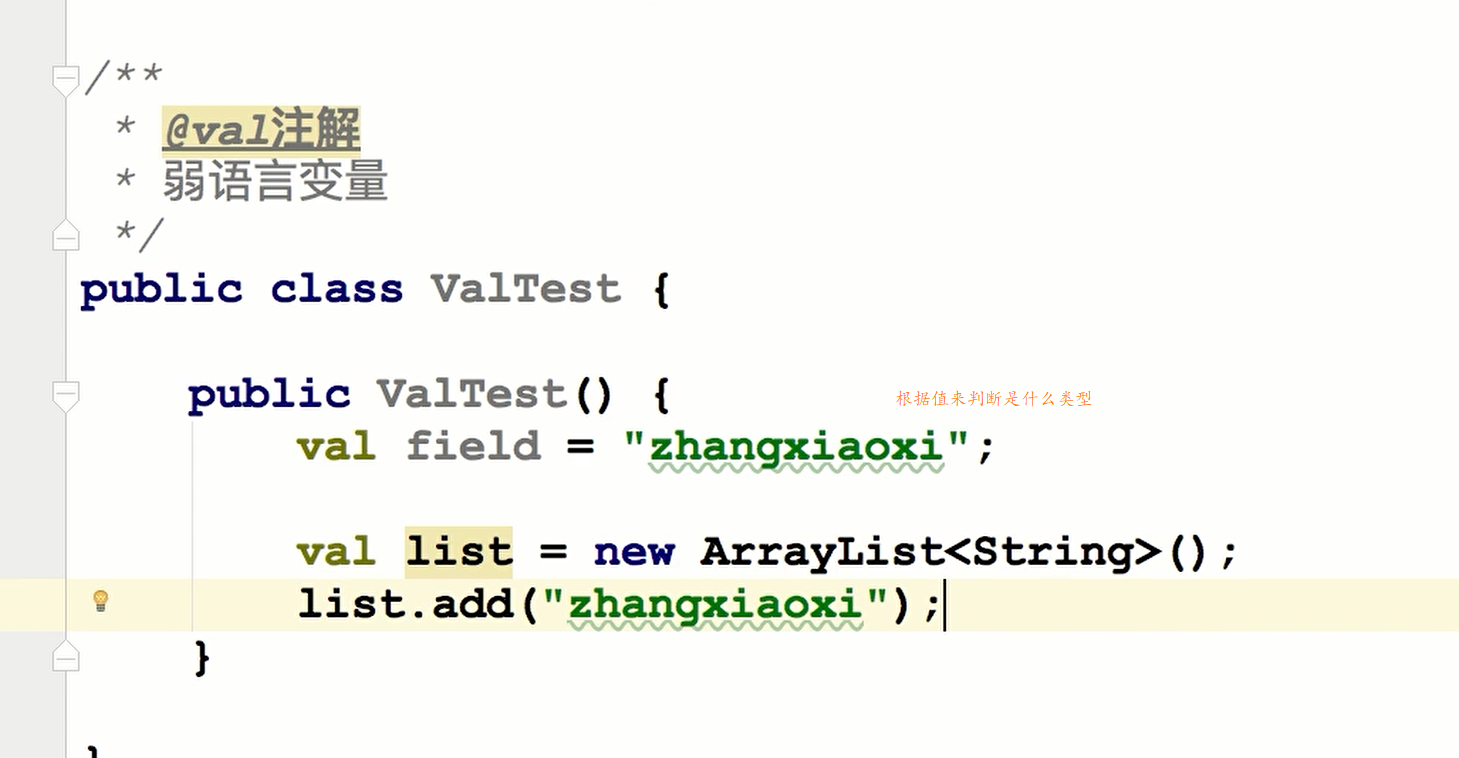 /**
* @val注解
* 弱语言变量
*/
public class ValTest {
public ValTest() {
根据值来判断是什么类型
val field = "zhangxiaoxi";
val list = new ArrayList<String>();
list.add("zhangxiaoxi");
}
}